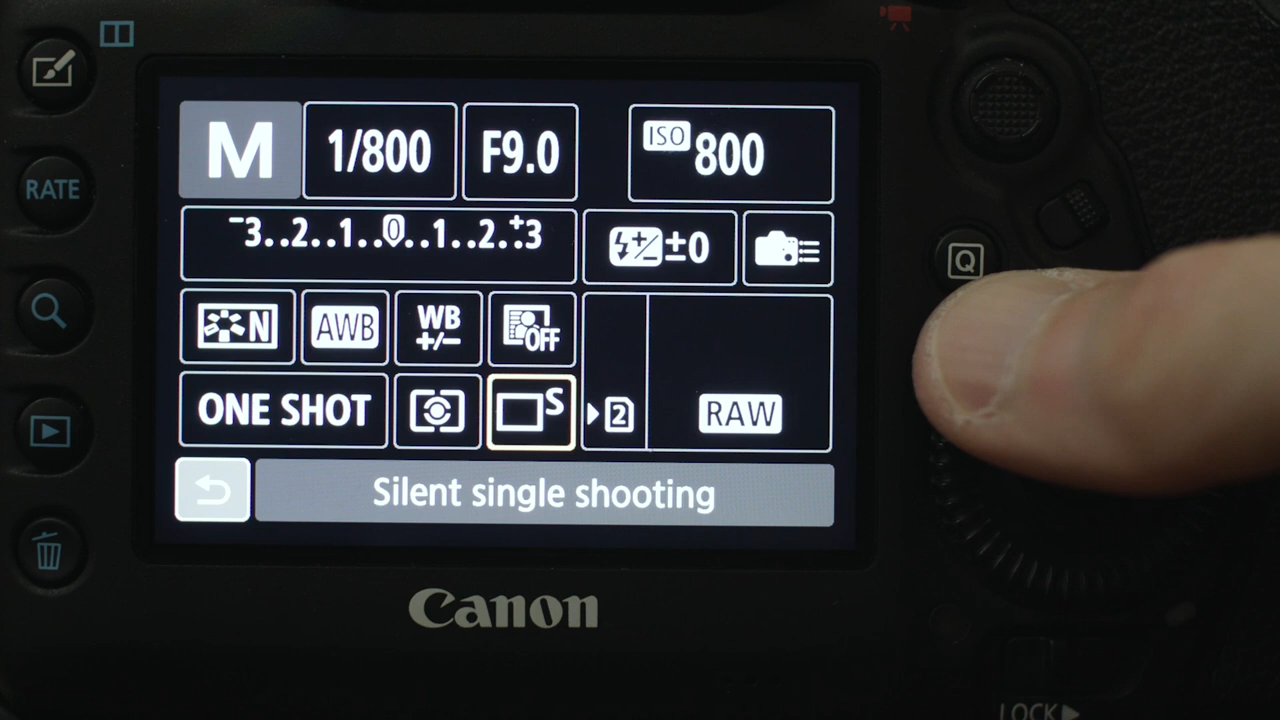 RATE
M 1/800 F9.0 ISO 800
-3..2..1..0..1..2.:+3 ±0
N AWB WB +/- OFF
ONE SHOT S 2 RAW
Silent single shooting
Q
Canon
LOCK